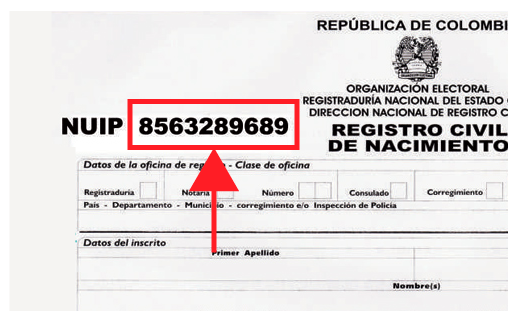 REPÚBLICA DE COLOMBI
ORGANIZACIÓN ELECTORAL
REGISTRADURÍA NACIONAL DEL ESTADO
DIRECCION NACIONAL DE REGISTRO C
NUIP 8563289689
REGISTRO CIVIL
DE NACIMIENTO
Datos de la oficina de registro - Clase de oficina
Registraduría Notaría Número Consulado Corregimiento
País - Departamento - Municipio - corregimiento e/o Inspección de Policía
Datos del inscrito
Primer Apellido
Nombre(s)